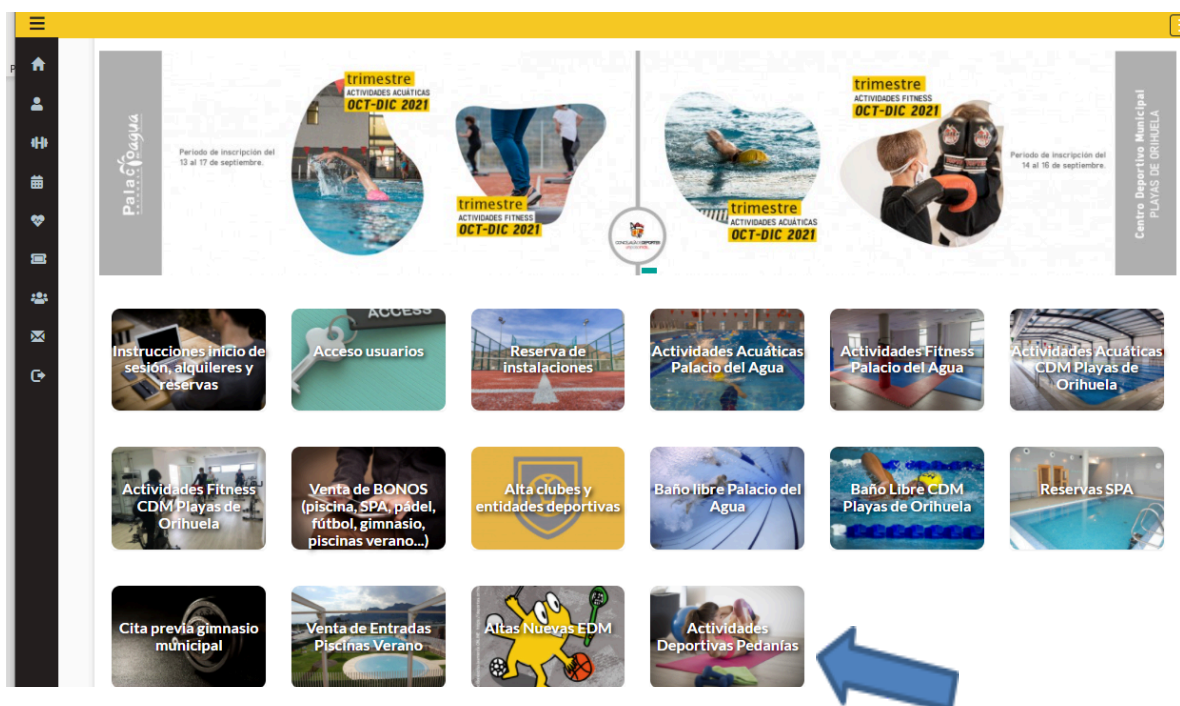 P
Palacioagua
Periodo de inscripción del
13 al 17 de septiembre.
trimestre
ACTIVIDADES ACUÁTICAS
OCT-DIC 2021
trimestre
ACTIVIDADES FITNESS
OCT-DIC 2021
trimestre
ACTIVIDADES ACUÁTICAS
OCT-DIC 2021
trimestre
ACTIVIDADES FITNESS
OCT-DIC 2021
Periodo de inscripción del
14 al 16 de septiembre.
Centro Deportivo Municipal
PLAYAS DE ORIHUELA
ACCESS
Instrucciones inicio de
sesión, alquileres y
reservas
Acceso usuarios
Reserva de
instalaciones
Actividades Acuáticas
Palacio del Agua
Actividades Fitness
Palacio del Agua
Actividades Acuáticas
CDM Playas de
Orihuela
Actividades Fitness
CDM Playas de
Orihuela
Venta de BONOS
(piscina, SPA, pádel,
fútbol, gimnasio,
piscinas verano...)
Alta clubes y
entidades deportivas
Baño libre Palacio del
Agua
Baño Libre CDM
Playas de Orihuela
Reservas SPA
Cita previa gimnasio
municipal
Venta de Entradas
Piscinas Verano
Altas Nuevas EDM
Actividades
Deportivas Pedanías